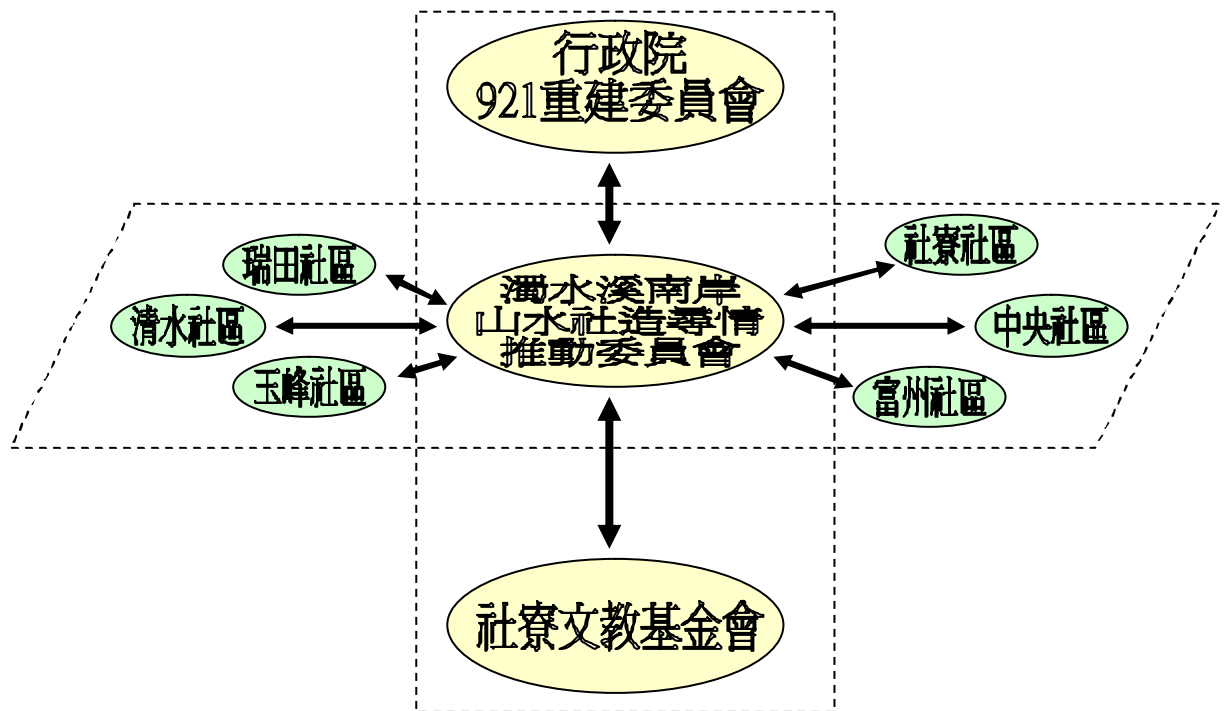 行政院
921重建委員會
社寮社區
瑞田社區
濁水溪南岸
山水社造尋情
推動委員會
清水社區
中央社區
玉峰社區
富州社區
社寮文教基金會